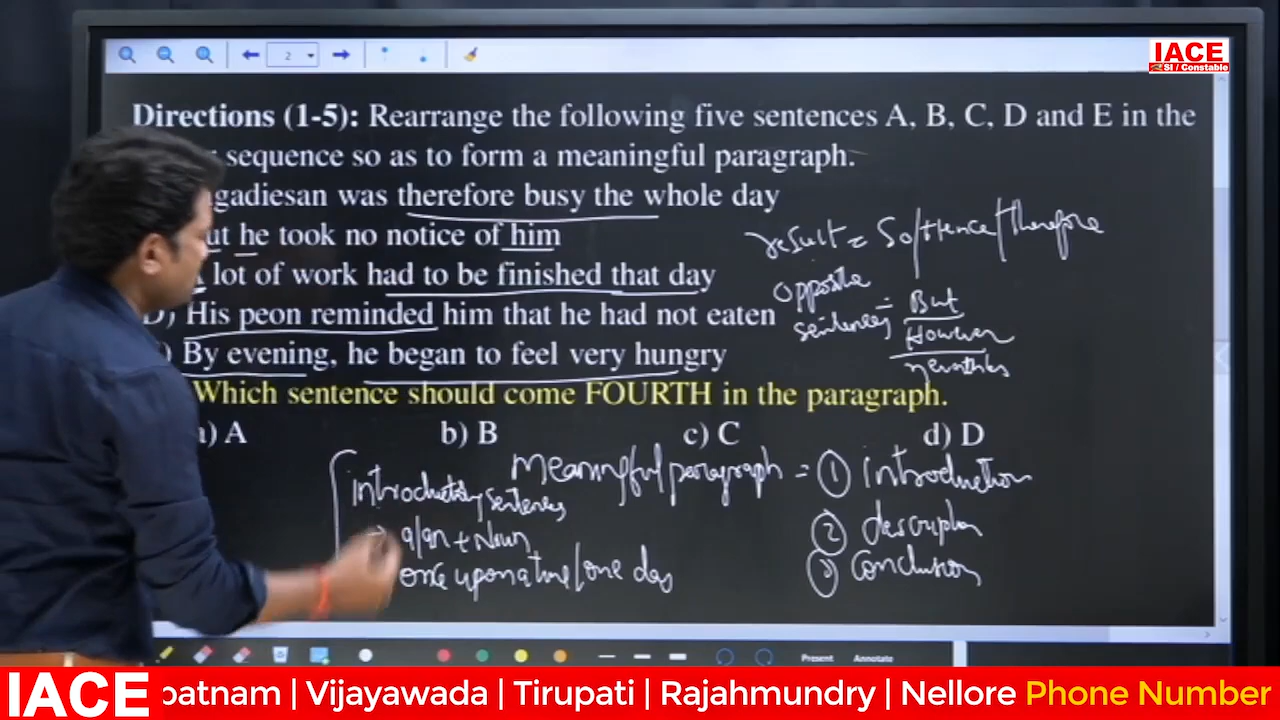 IACE
SI / Constable
2
Directions (1-5): Rearrange the following five sentences A, B, C, D and E in the
sequence so as to form a meaningful paragraph.
gadiesan was therefore busy the whole day
ut he took no notice of him
lot of work had to be finished that day
D) His peon reminded him that he had not eaten
) By evening, he began to feel very hungry
result = So/Hence/therefore
opposite
sentences = But
However
Which sentence should come FOURTH in the paragraph.
a) A b) B c) C d) D
Meaningful paragraph = ① introduction
② description
③ Conclusion
introductory sentences
a/an + Noun
once upon a time/one day
Present Annotate
IACE patnam | Vijayawada | Tirupati | Rajahmundry | Nellore Phone Number